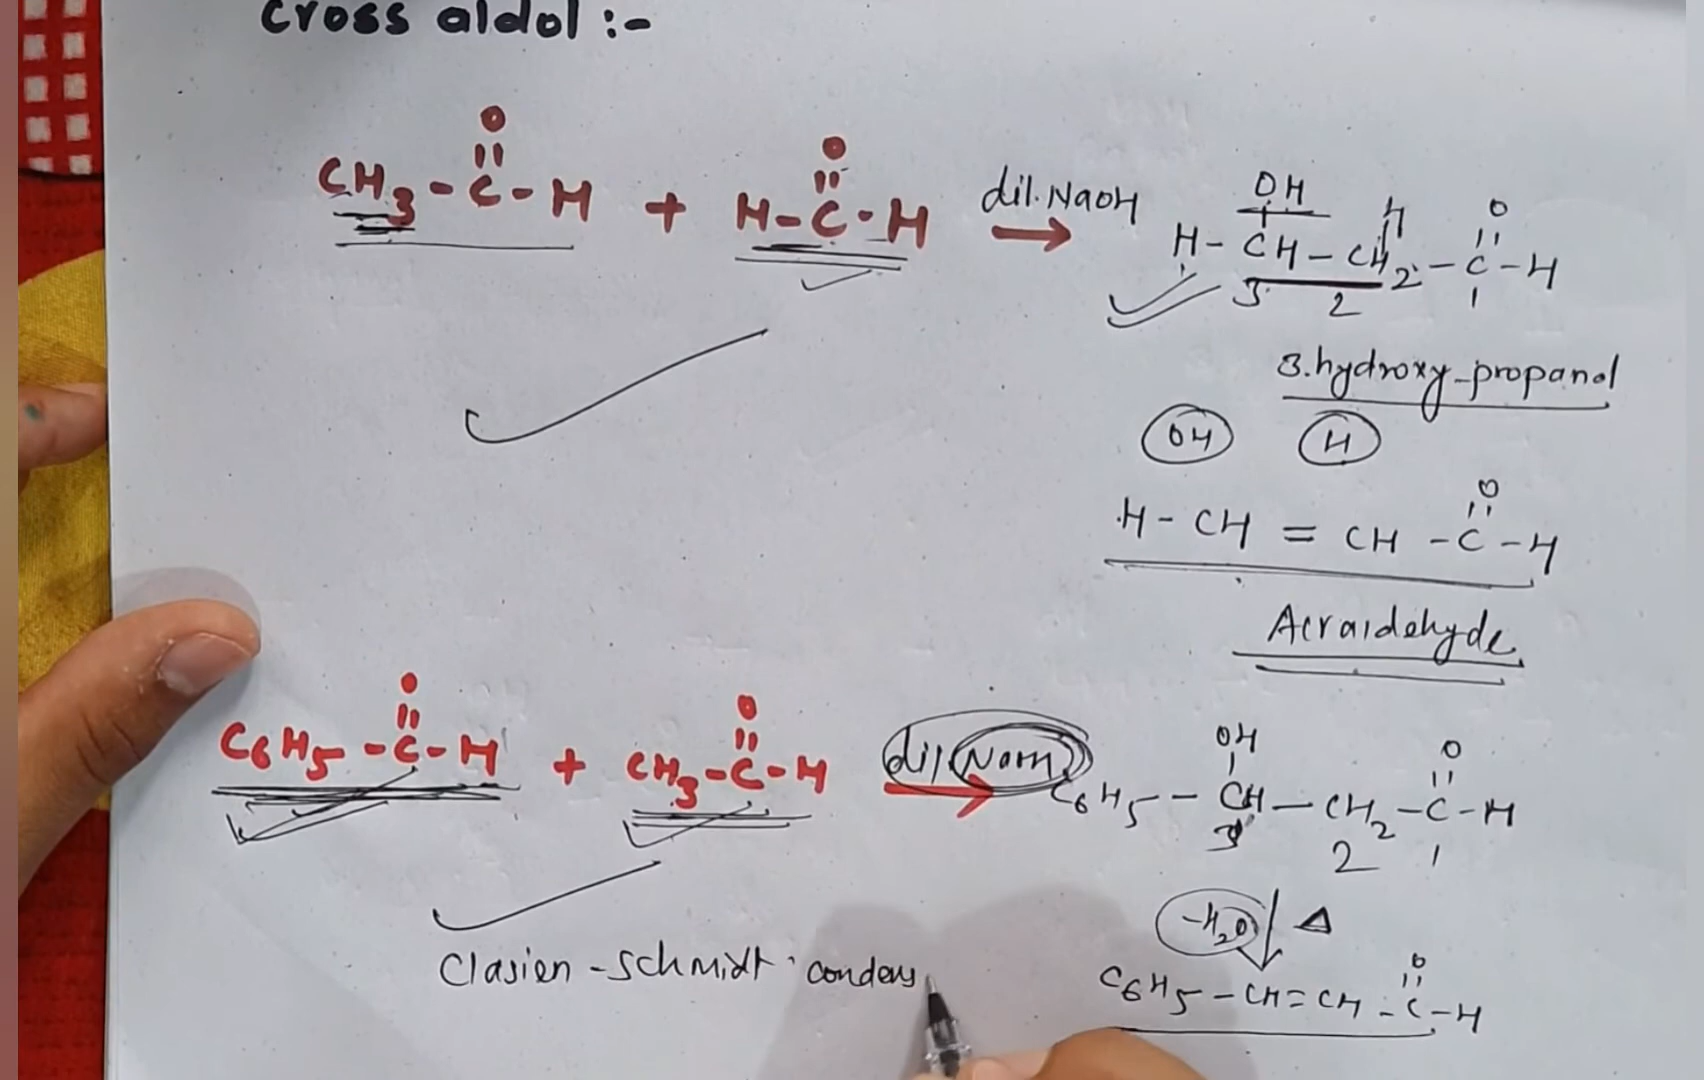 Cross aldol :-
O O
CH3 - C - H + H - C - H dil. NaOH → H - CH - CH2 - C - H
OH H O
3 2 1
3. hydroxy-propanal
OH H
O
H - CH = CH - C - H
Acraldehyde
O O OH O
C6H5 - C - H + CH3 - C - H dil. NaOH → C6H5 - CH - CH2 - C - H
3 2 1
-H2O ↓ Δ
O
C6H5 - CH = CH - C - H
Clasien - Schmidt condens